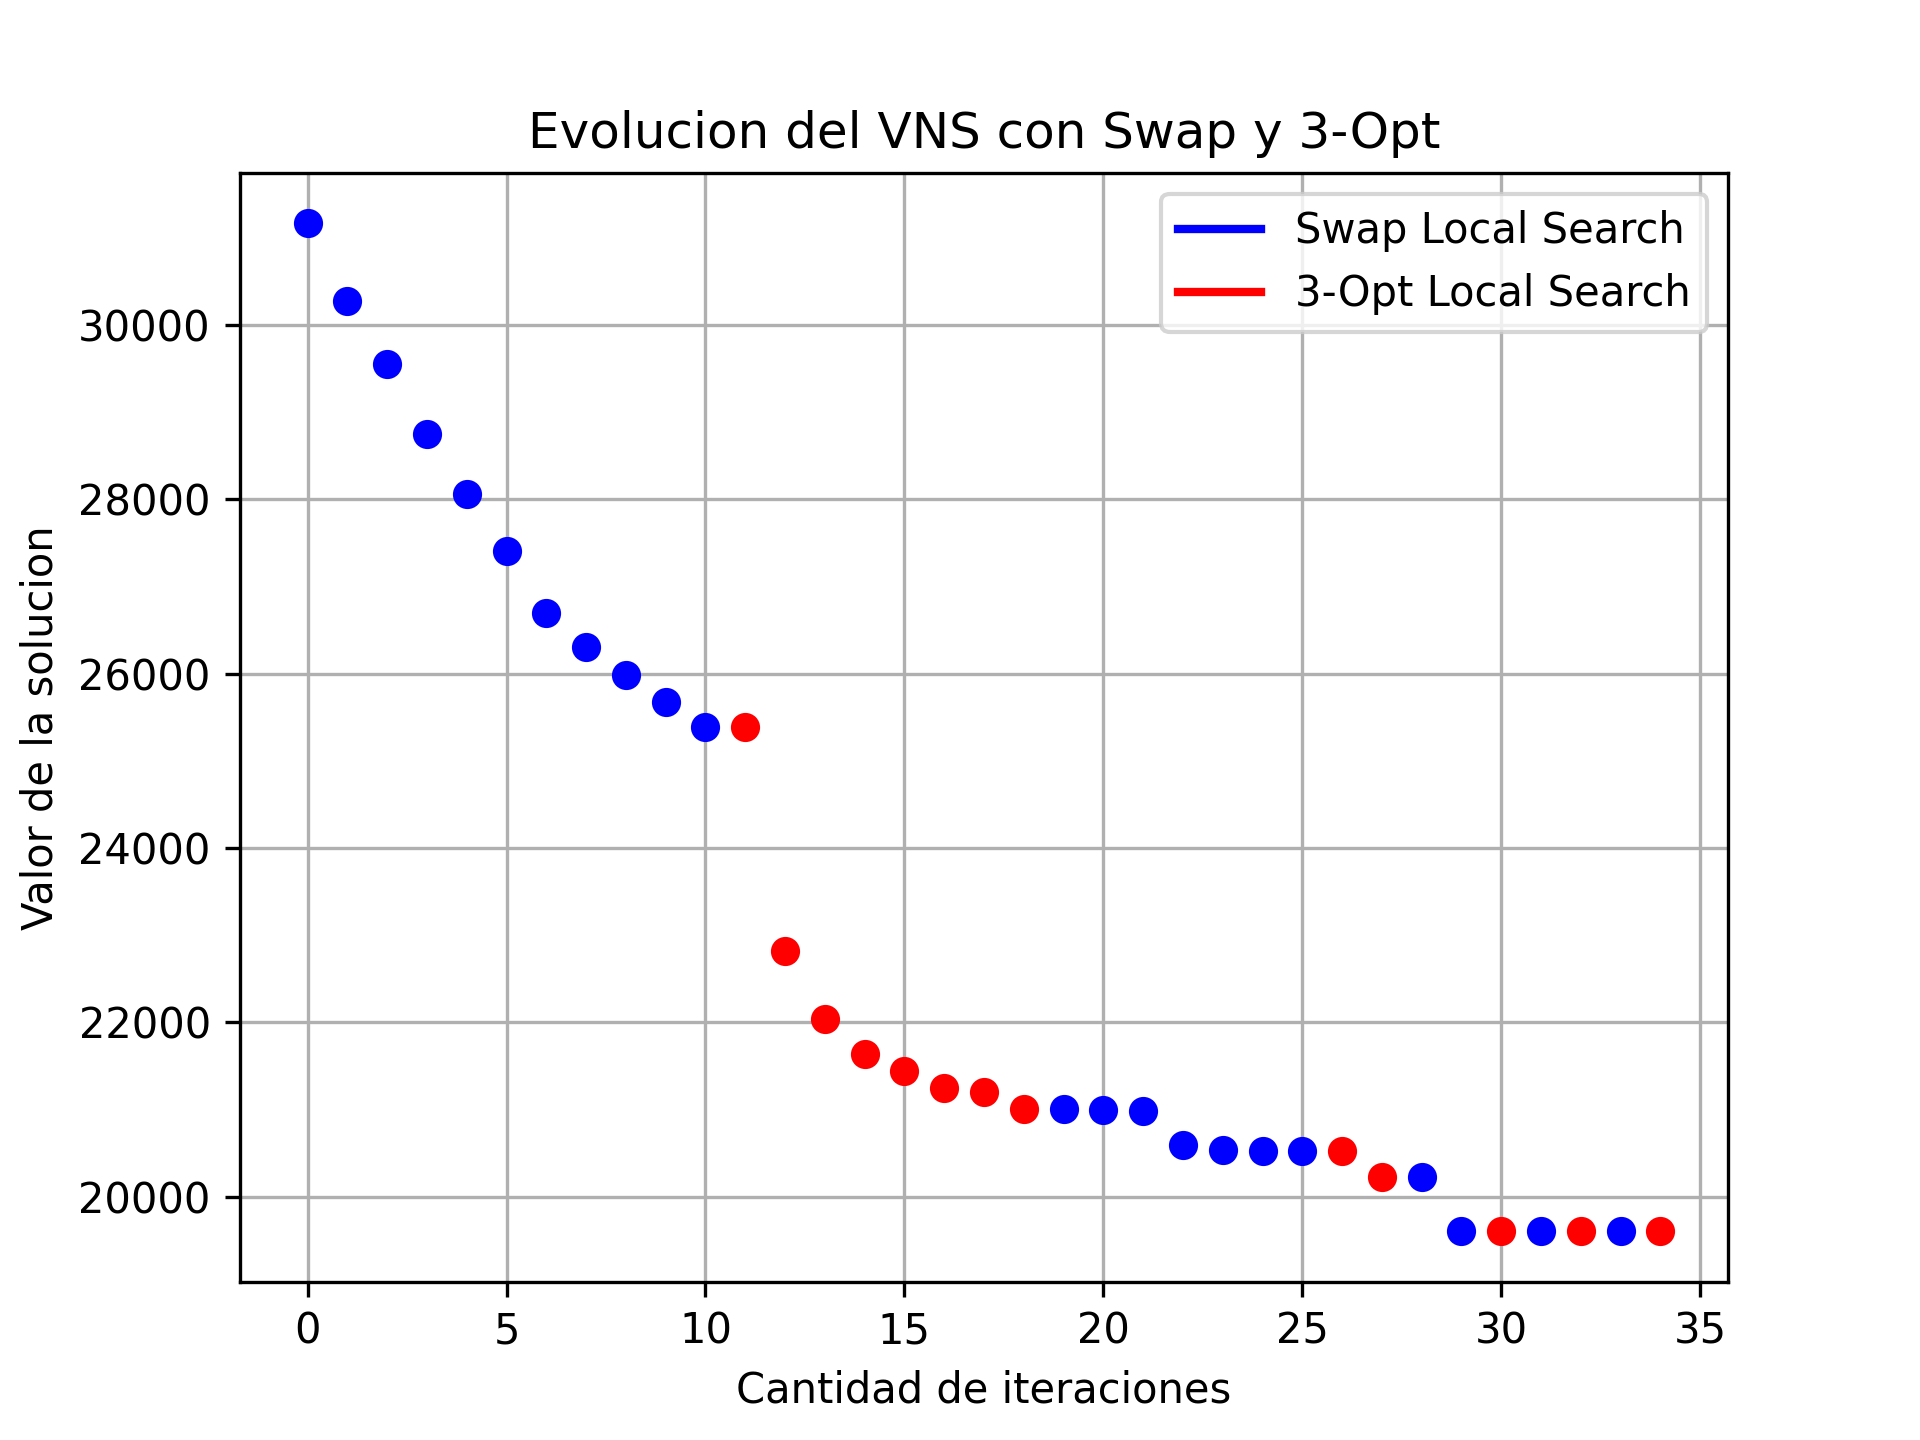 Evolucion del VNS con Swap y 3-Opt
Swap Local Search
3-Opt Local Search
Valor de la solucion
30000
28000
26000
24000
22000
20000
0 5 10 15 20 25 30 35
Cantidad de iteraciones